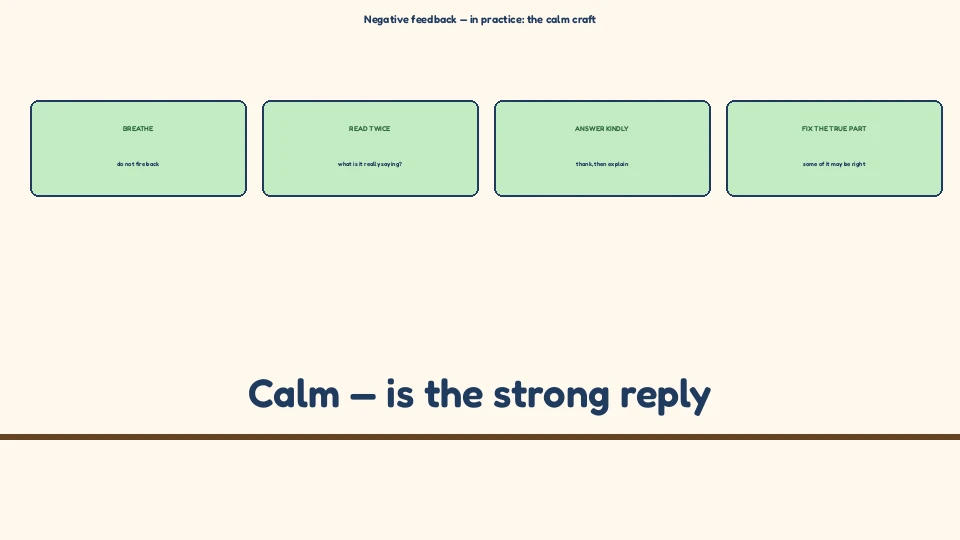 Negative feedback — in practice: the calm craft
BREATHE
do not fire back
READ TWICE
what is it really saying?
ANSWER KINDLY
thank, then explain
FIX THE TRUE PART
some of it may be right
Calm — is the strong reply